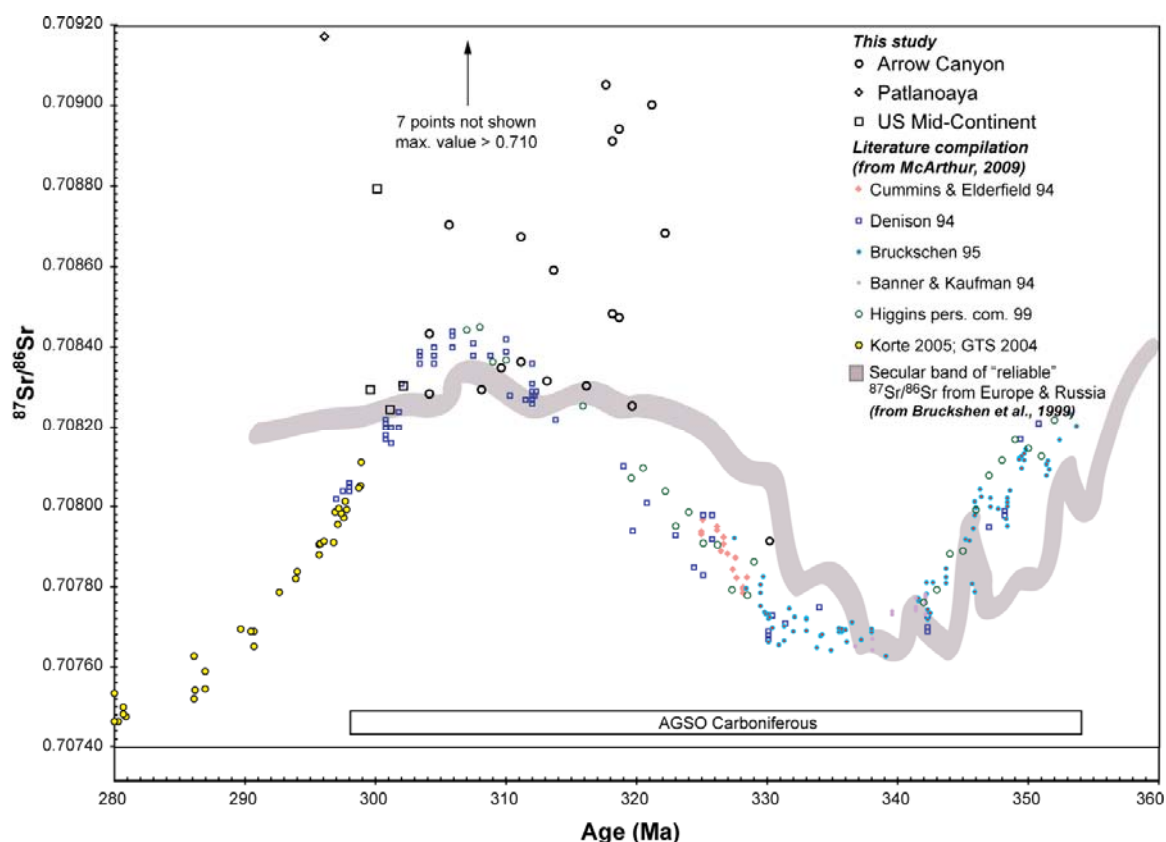 0.70920
0.70900
0.70880
0.70860
0.70840
0.70820
0.70800
0.70780
0.70760
0.70740
87Sr/86Sr
7 points not shown
max. value > 0.710
This study
Arrow Canyon
Patlanoaya
US Mid-Continent
Literature compilation
(from McArthur, 2009)
Cummins & Elderfield 94
Denison 94
Bruckschen 95
Banner & Kaufman 94
Higgins pers. com. 99
Korte 2005; GTS 2004
Secular band of "reliable"
87Sr/86Sr from Europe & Russia
(from Bruckshen et al., 1999)
AGSO Carboniferous
280 290 300 310 320 330 340 350 360
Age (Ma)